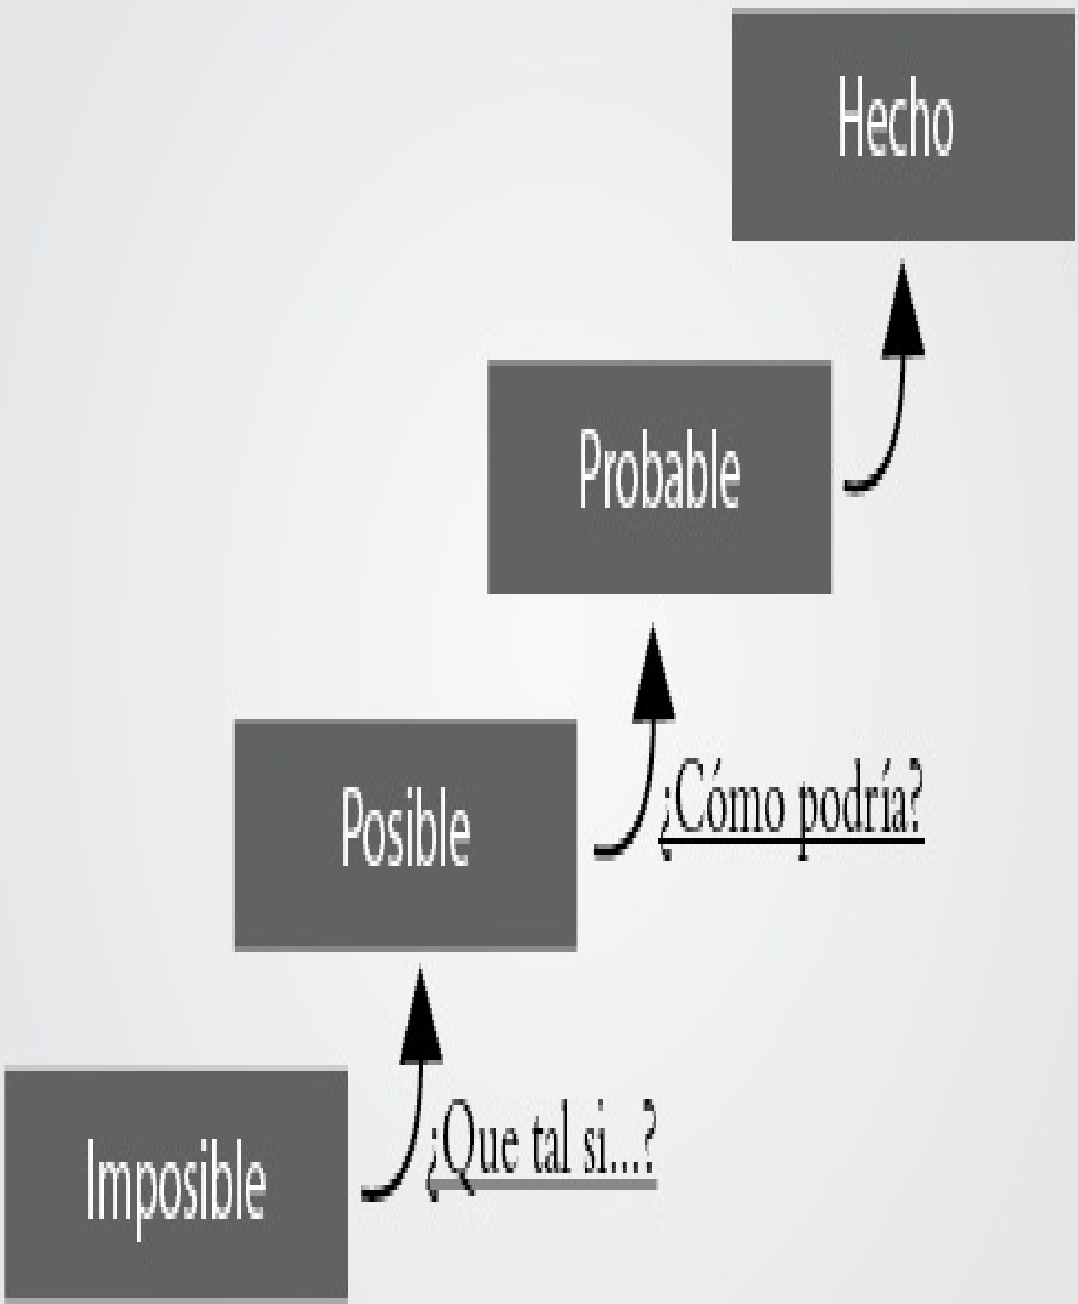 Hecho
Probable
¿Cómo podría?
Posible
¿Que tal si...?
Imposible